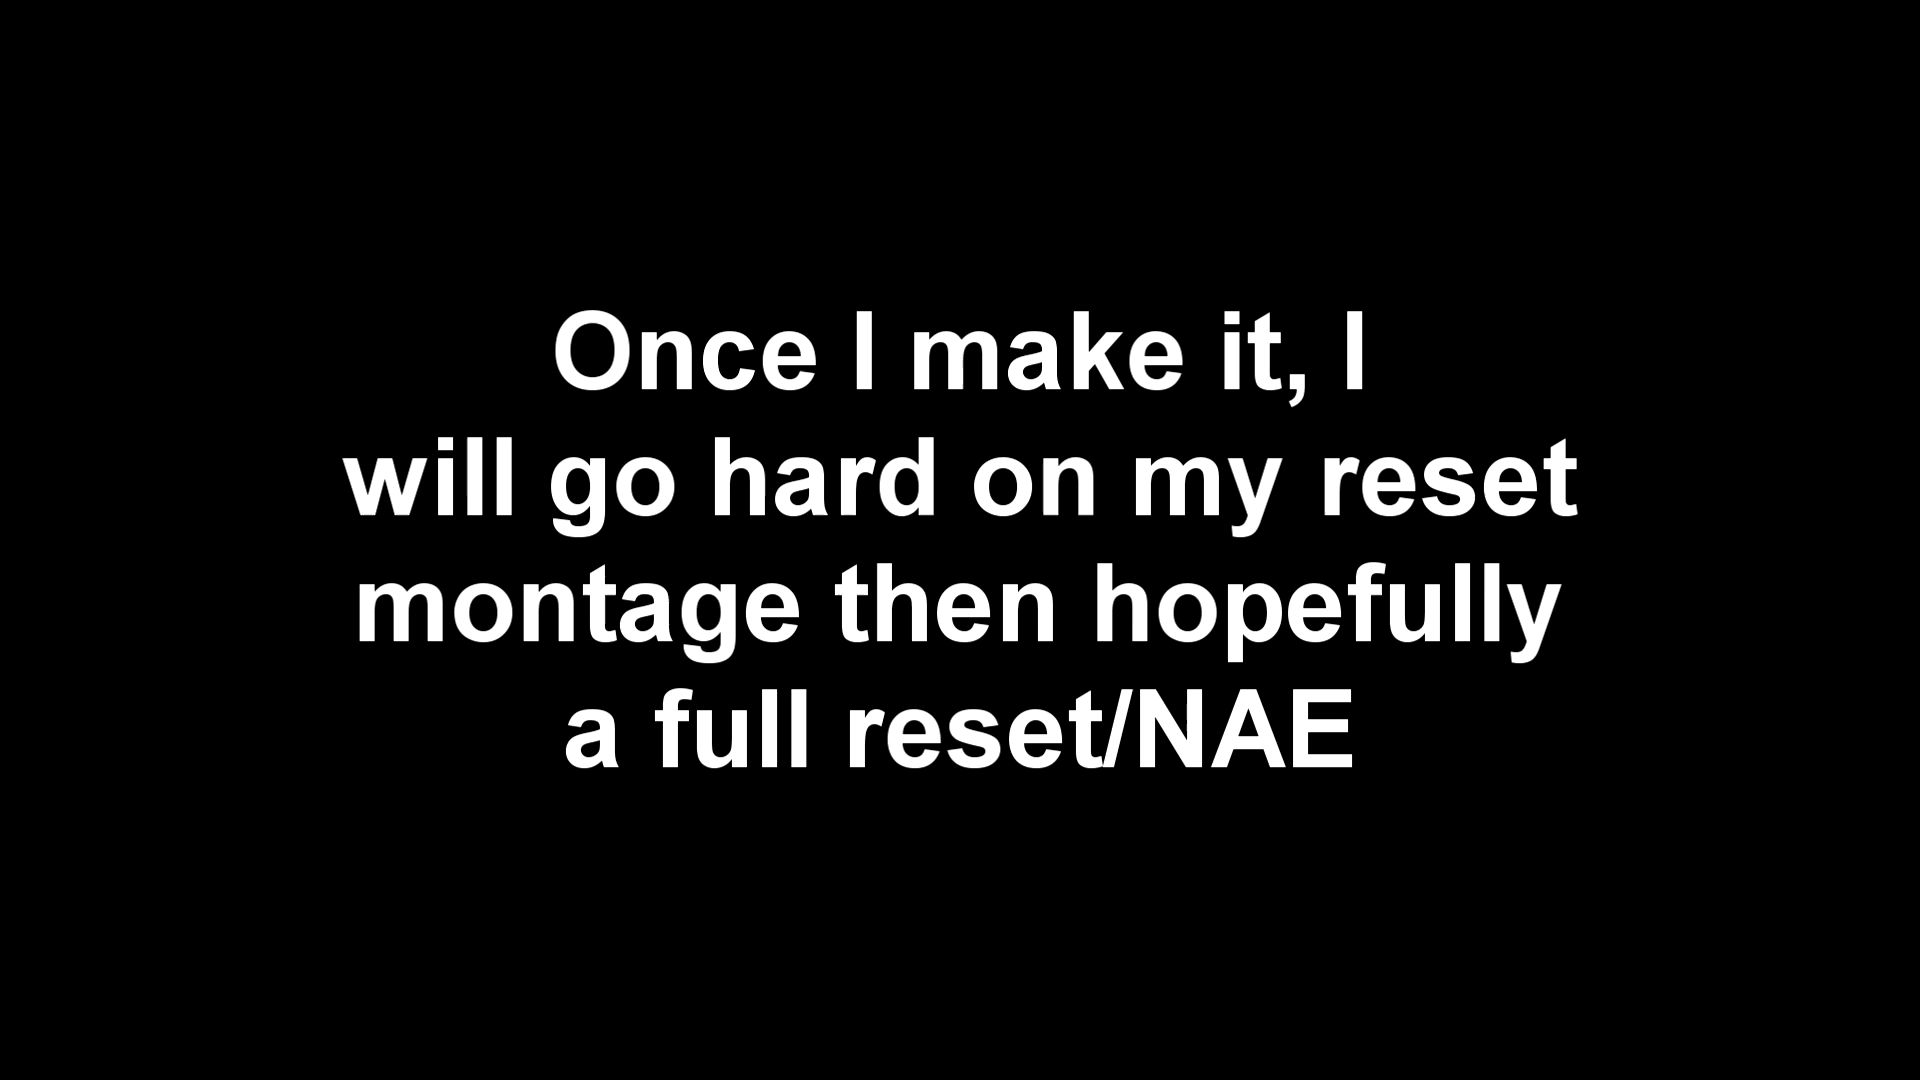 Once I make it, I
will go hard on my reset
montage then hopefully
a full reset/NAE